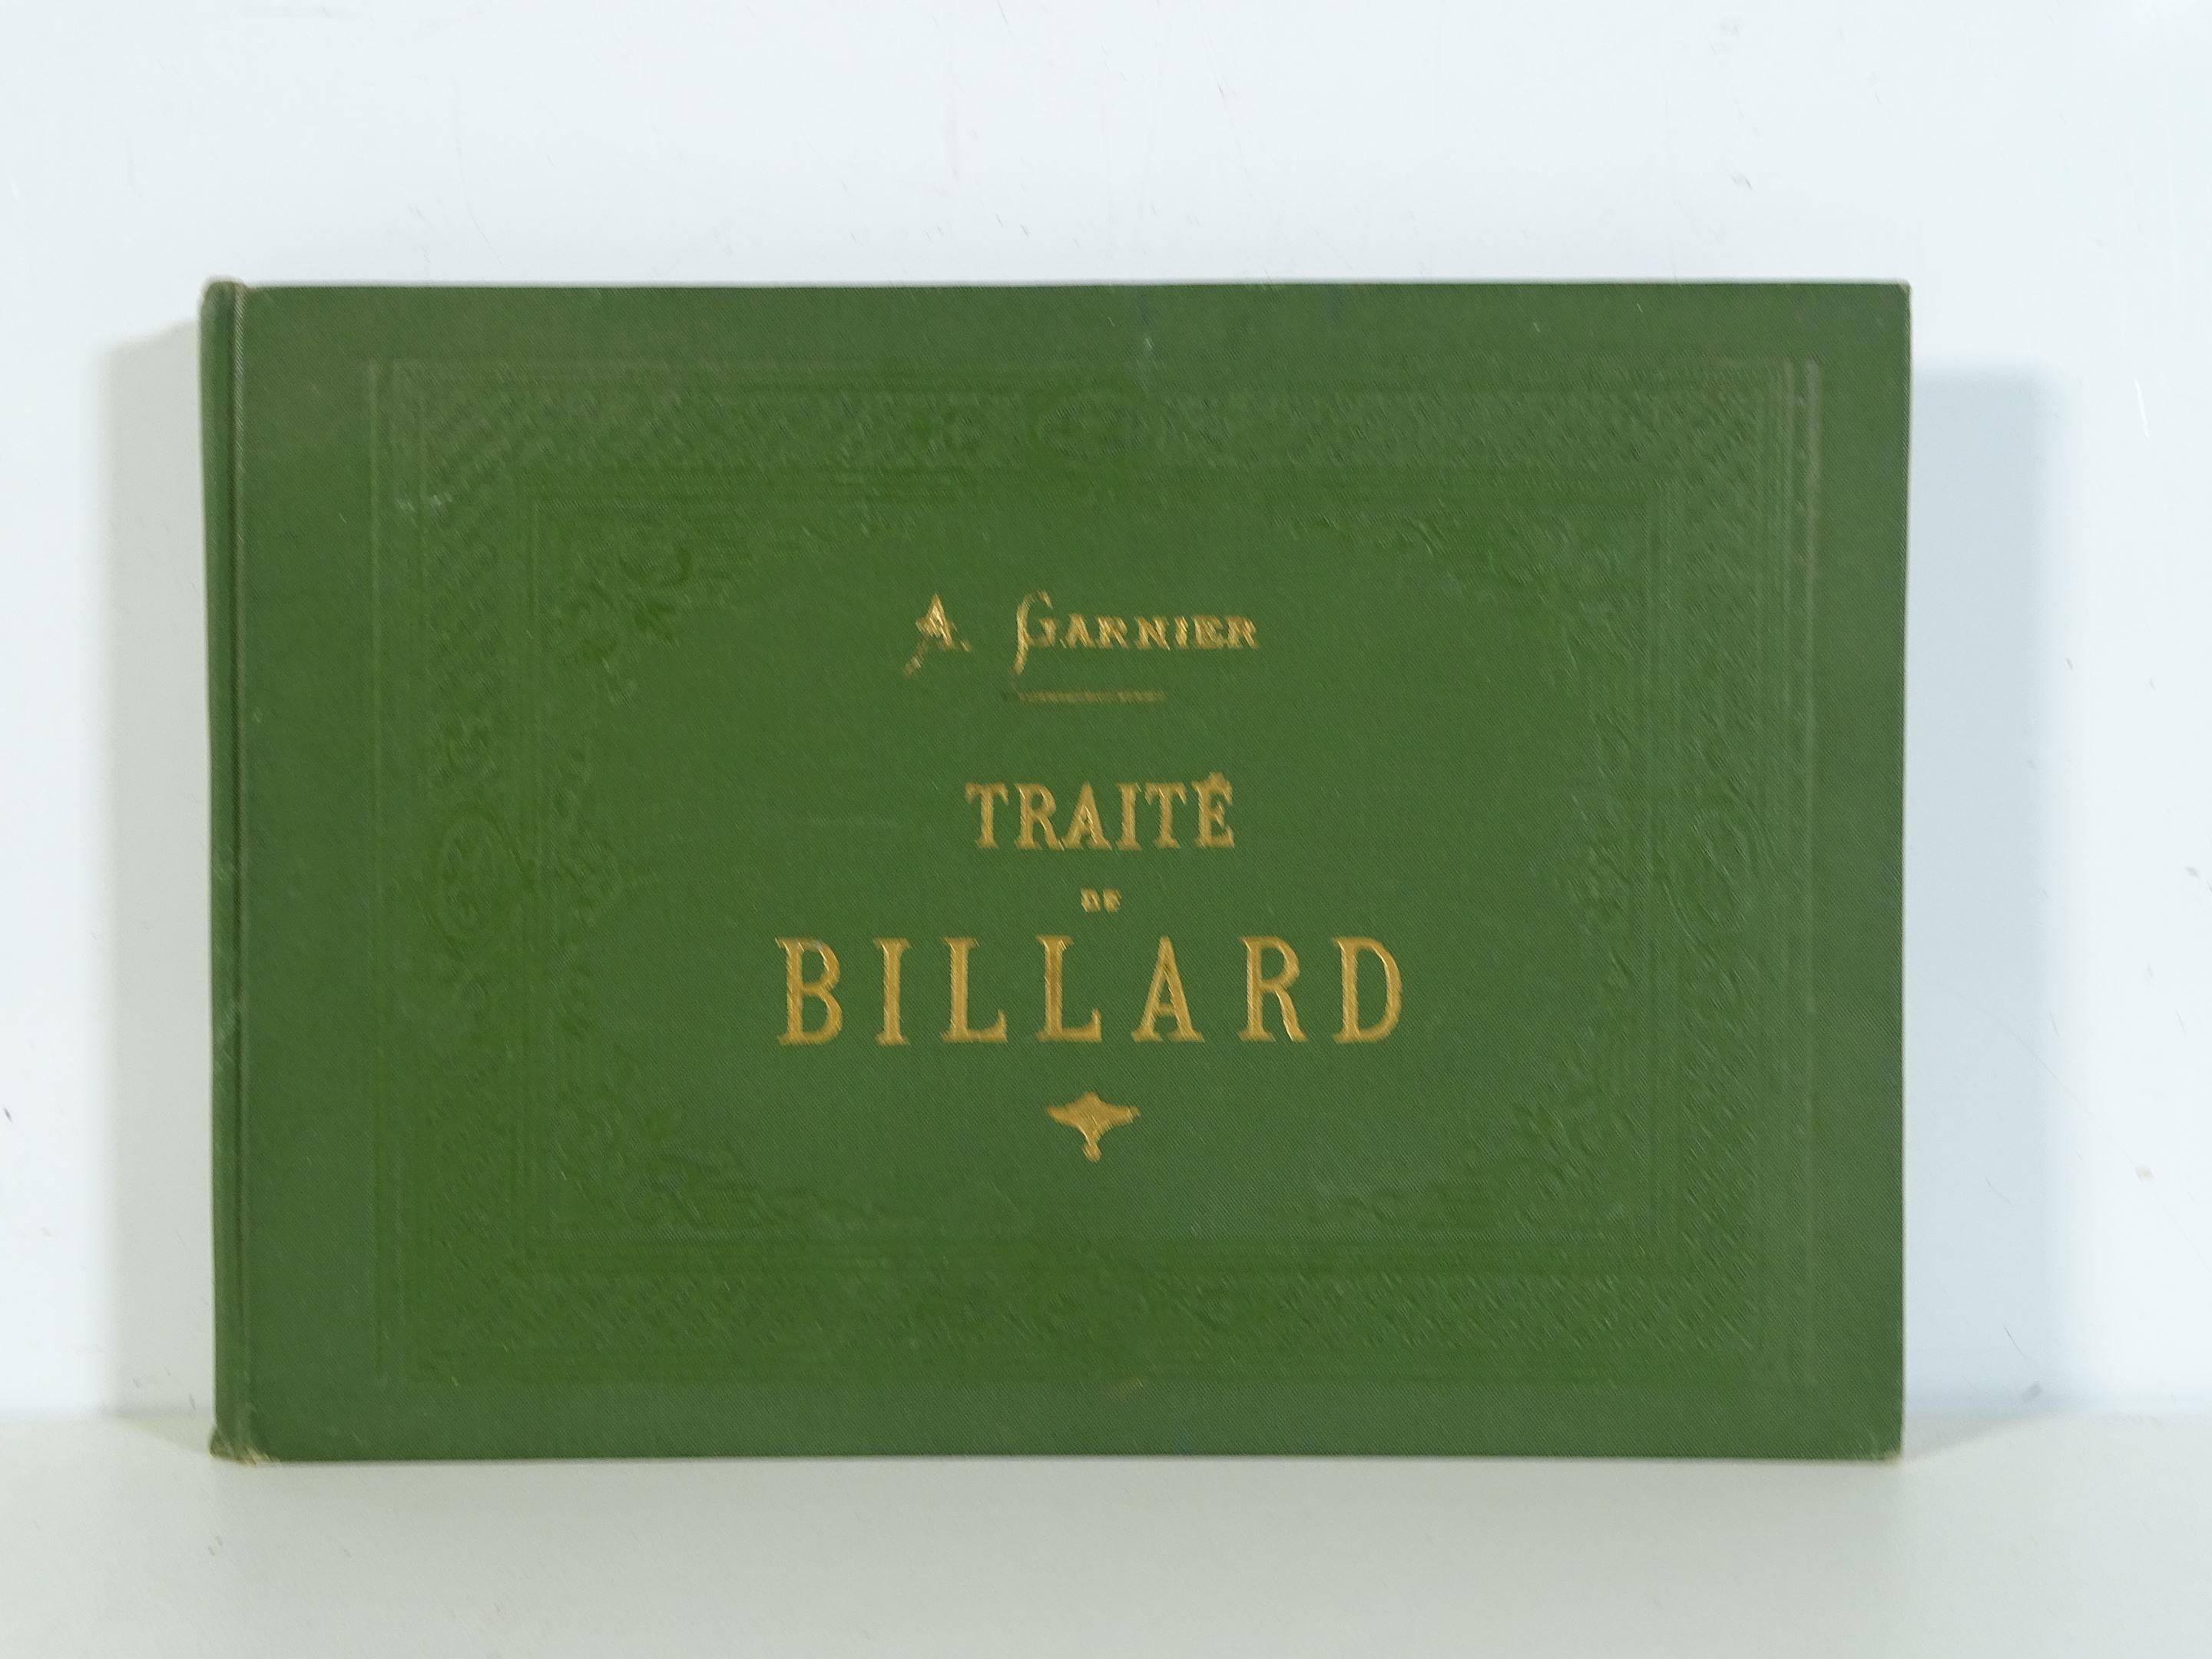 A. GARNIER
TRAITÉ
DE
BILLARD